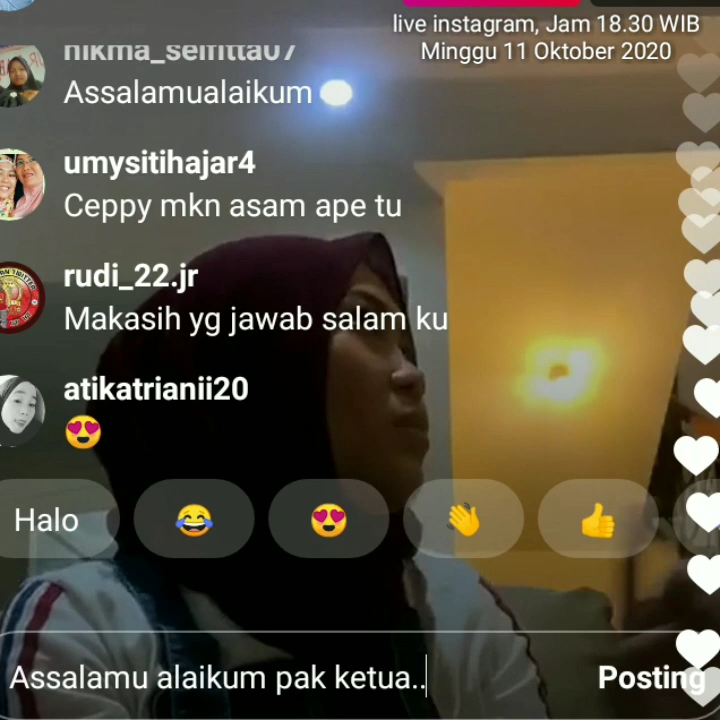 live instagram, Jam 18.30 WIB
Minggu 11 Oktober 2020
nikma_selfitta07
Assalamualaikum
umysitihajar4
Ceppy mkn asam ape tu
rudi_22.jr
Makasih yg jawab salam ku
atikatrianii20
😍
Halo 😂 😍 👋 👍
Assalamu alaikum pak ketua.. Posting